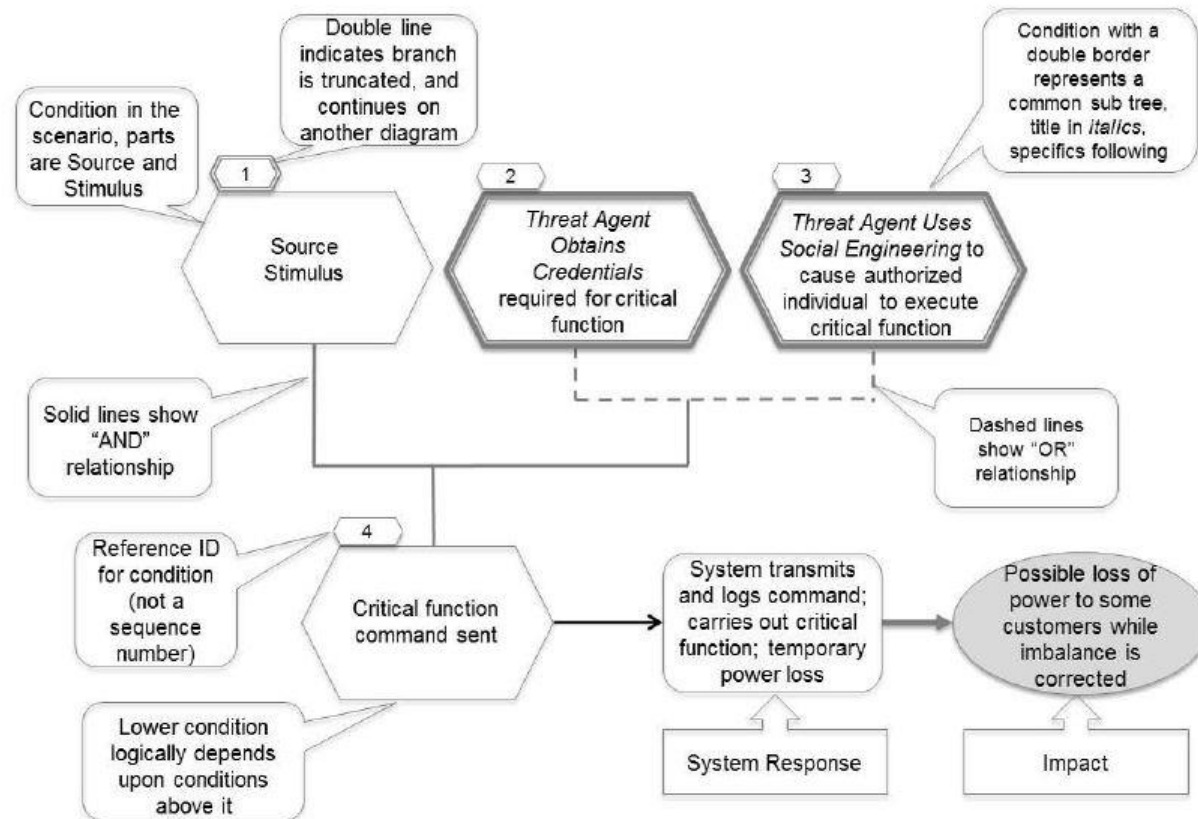 Double line
indicates branch
is truncated, and
continues on
another diagram
Condition with a
double border
represents a
common sub tree,
title in italics,
specifics following
Condition in the
scenario, parts
are Source and
Stimulus
1
Source
Stimulus
2
Threat Agent
Obtains
Credentials
required for critical
function
3
Threat Agent Uses
Social Engineering to
cause authorized
individual to execute
critical function
Solid lines show
“AND”
relationship
Dashed lines
show “OR”
relationship
Reference ID
for condition
(not a
sequence
number)
4
Critical function
command sent
System transmits
and logs command;
carries out critical
function; temporary
power loss
Possible loss of
power to some
customers while
imbalance is
corrected
Lower condition
logically depends
upon conditions
above it
System Response
Impact